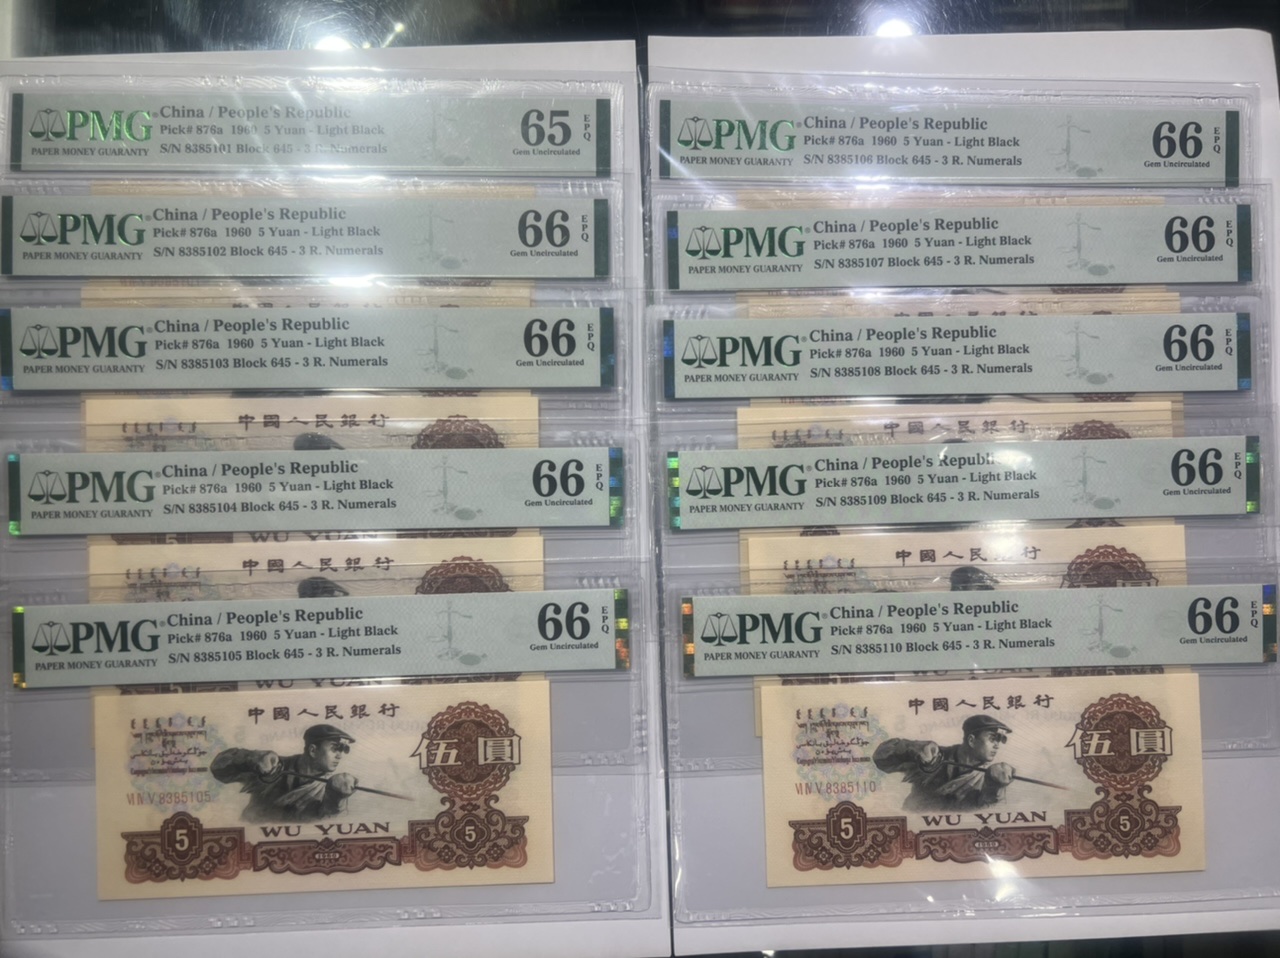 PMG
PAPER MONEY GUARANTY
China / People's Republic
Pick# 876a 1960 5 Yuan - Light Black
S/N 8385101 Block 645 - 3 R. Numerals
65 EPQ
Gem Uncirculated
PMG
PAPER MONEY GUARANTY
China / People's Republic
Pick# 876a 1960 5 Yuan - Light Black
S/N 8385102 Block 645 - 3 R. Numerals
66 EPQ
Gem Uncirculated
PMG
PAPER MONEY GUARANTY
China / People's Republic
Pick# 876a 1960 5 Yuan - Light Black
S/N 8385103 Block 645 - 3 R. Numerals
66 EPQ
Gem Uncirculated
中國人民銀行
PMG
PAPER MONEY GUARANTY
China / People's Republic
Pick# 876a 1960 5 Yuan - Light Black
S/N 8385104 Block 645 - 3 R. Numerals
66 EPQ
Gem Uncirculated
5 WU YUAN
中國人民銀行
PMG
PAPER MONEY GUARANTY
China / People's Republic
Pick# 876a 1960 5 Yuan - Light Black
S/N 8385105 Block 645 - 3 R. Numerals
66 EPQ
Gem Uncirculated
中國人民銀行
伍圓
VI IV V 8385105
WU YUAN
5
1960
5
PMG
PAPER MONEY GUARANTY
China / People's Republic
Pick# 876a 1960 5 Yuan - Light Black
S/N 8385106 Block 645 - 3 R. Numerals
66 EPQ
Gem Uncirculated
PMG
PAPER MONEY GUARANTY
China / People's Republic
Pick# 876a 1960 5 Yuan - Light Black
S/N 8385107 Block 645 - 3 R. Numerals
66 EPQ
Gem Uncirculated
PMG
PAPER MONEY GUARANTY
China / People's Republic
Pick# 876a 1960 5 Yuan - Light Black
S/N 8385108 Block 645 - 3 R. Numerals
66 EPQ
Gem Uncirculated
中國人民銀行
PMG
PAPER MONEY GUARANTY
China / People's Republic
Pick# 876a 1960 5 Yuan - Light Black
S/N 8385109 Block 645 - 3 R. Numerals
66 EPQ
Gem Uncirculated
中國人民銀行
PMG
PAPER MONEY GUARANTY
China / People's Republic
Pick# 876a 1960 5 Yuan - Light Black
S/N 8385110 Block 645 - 3 R. Numerals
66 EPQ
Gem Uncirculated
中國人民銀行
伍圓
VI IV V 8385110
WU YUAN
5
1960
5